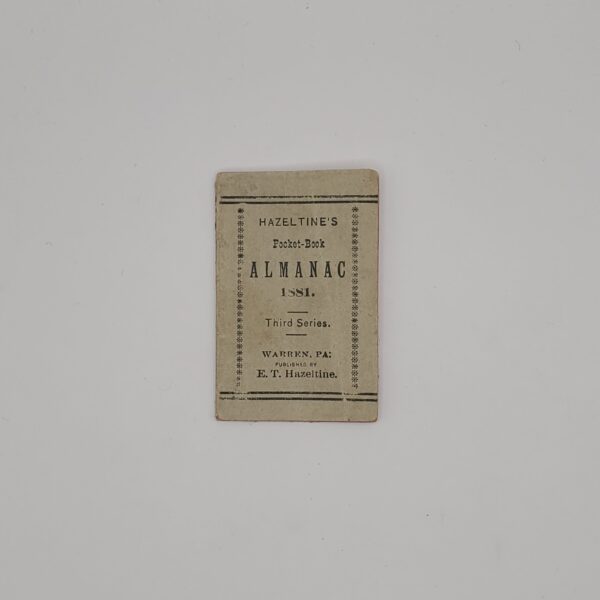 HAZELTINE'S
Pocket-Book
ALMANAC
1881.
Third Series.
WARREN, PA:
PUBLISHED BY
E. T. Hazeltine.